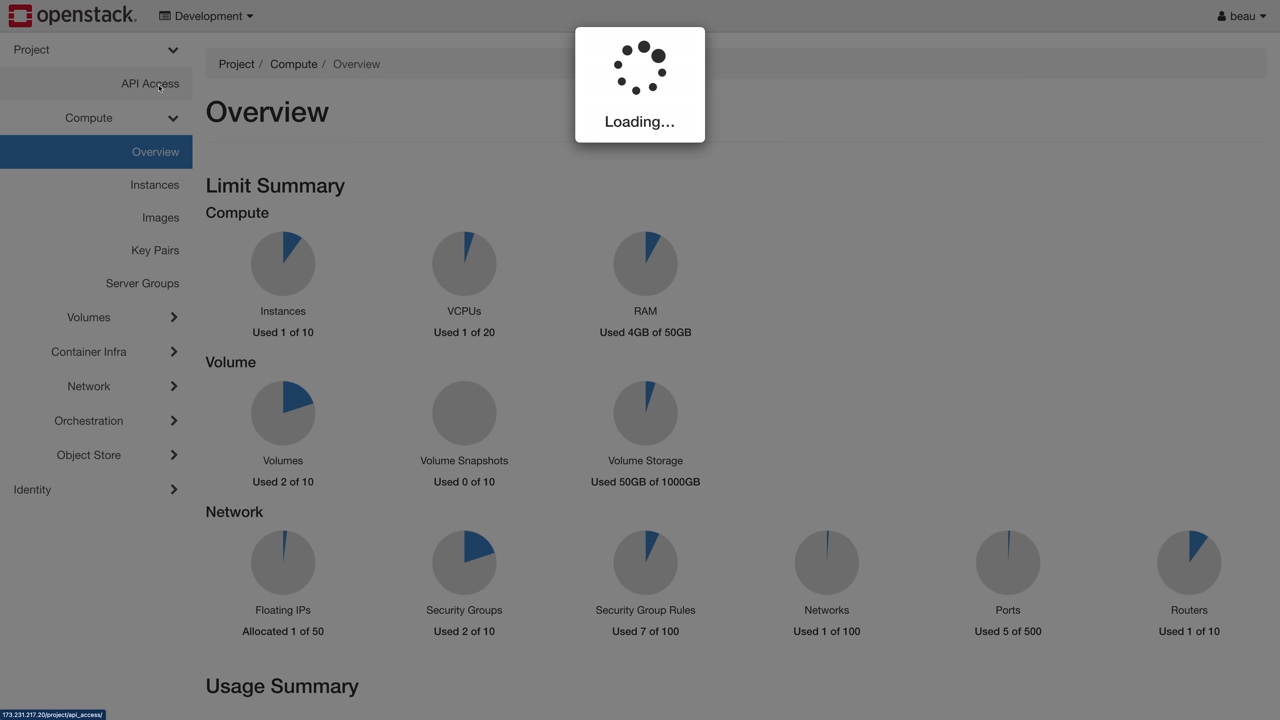 openstack.
Development
beau
Project
API Access
Compute
Overview
Instances
Images
Key Pairs
Server Groups
Volumes
Container Infra
Network
Orchestration
Object Store
Identity
Project / Compute / Overview
Loading...
Overview
Limit Summary
Compute
Instances VCPUs RAM
Used 1 of 10 Used 1 of 20 Used 4GB of 50GB
Volume
Volumes Volume Snapshots Volume Storage
Used 2 of 10 Used 0 of 10 Used 50GB of 1000GB
Network
Floating IPs Security Groups Security Group Rules Networks Ports Routers
Allocated 1 of 50 Used 2 of 10 Used 7 of 100 Used 1 of 100 Used 5 of 500 Used 1 of 10
Usage Summary
173.231.217.20/project/api_access/